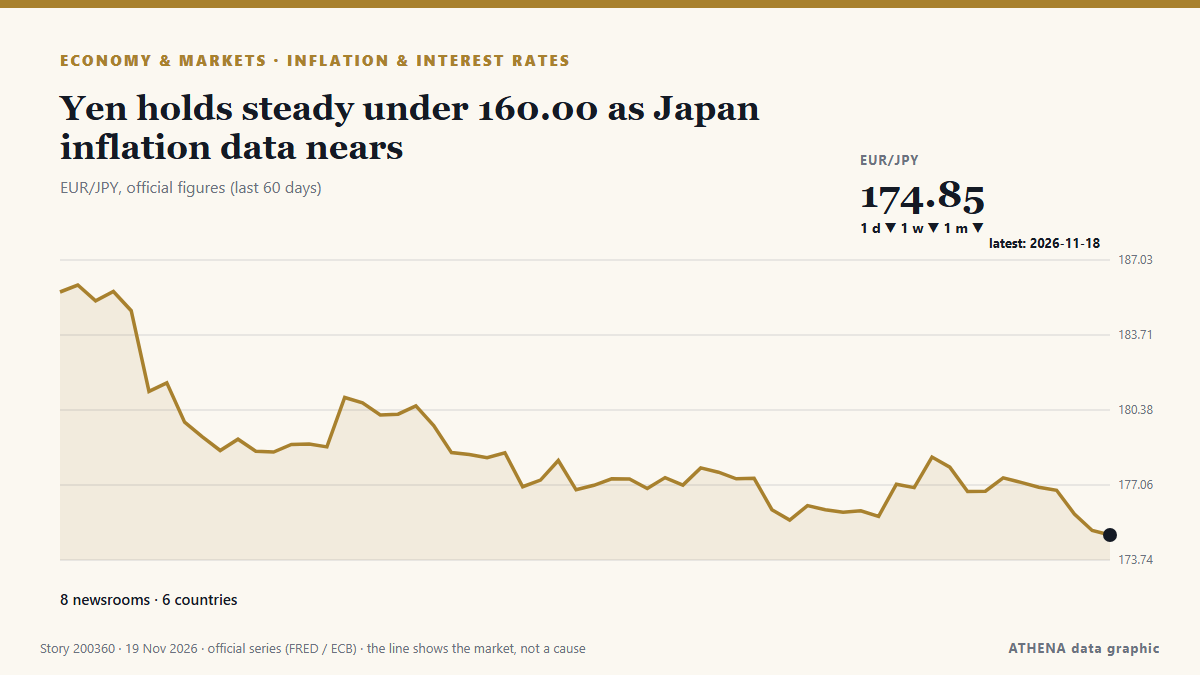 ECONOMY & MARKETS · INFLATION & INTEREST RATES
Yen holds steady under 160.00 as Japan
inflation data nears
EUR/JPY, official figures (last 60 days)
EUR/JPY
174.85
1 d ▼ 1 w ▼ 1 m ▼
latest: 2026-11-18
187.03
183.71
180.38
177.06
173.74
8 newsrooms · 6 countries
Story 200360 · 19 Nov 2026 · official series (FRED / ECB) · the line shows the market, not a cause
ATHENA data graphic